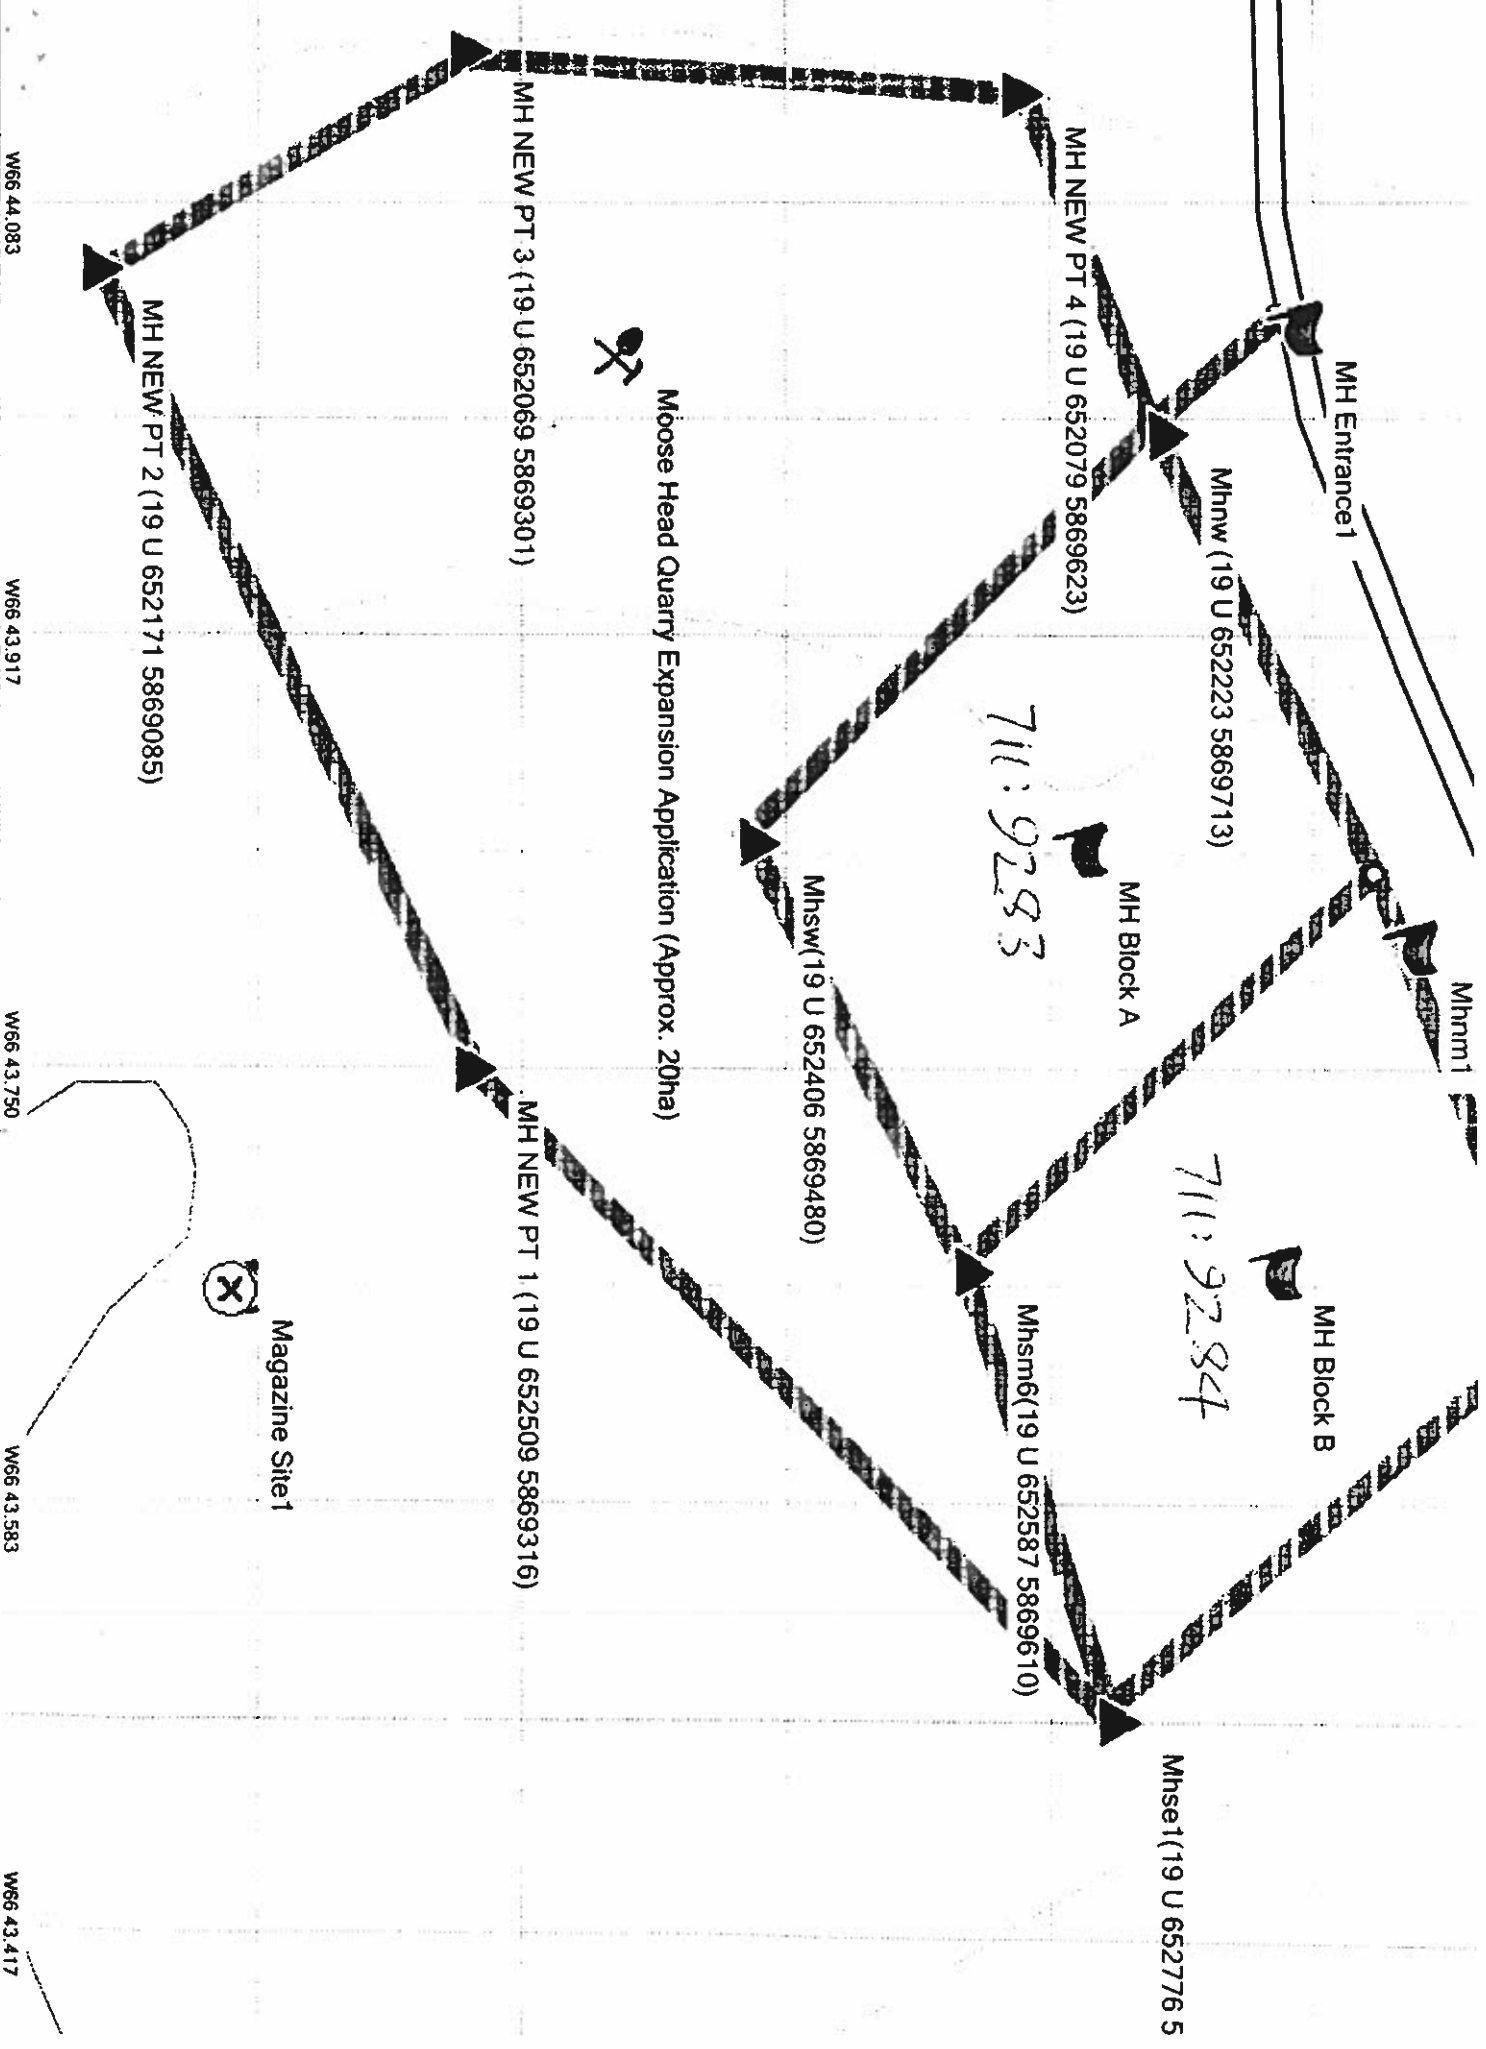 MH Entrance1
Mhnm1
MH NEW PT 4 (19 U 652079 5869623)
Mhnw (19 U 652223 5869713)
MH Block A
711:9283
MH Block B
711:9284
Mhse1(19 U 652776 5
Mhsm6(19 U 652587 5869610)
Mhsw(19 U 652406 5869480)
Moose Head Quarry Expansion Application (Approx. 20ha)
MH NEW PT 3 (19 U 652069 5869301)
MH NEW PT 1 (19 U 652509 5869316)
Magazine Site1
MH NEW PT 2 (19 U 652171 5869085)
W66 44.083
W66 43.917
W66 43.750
W66 43.583
W66 43.417